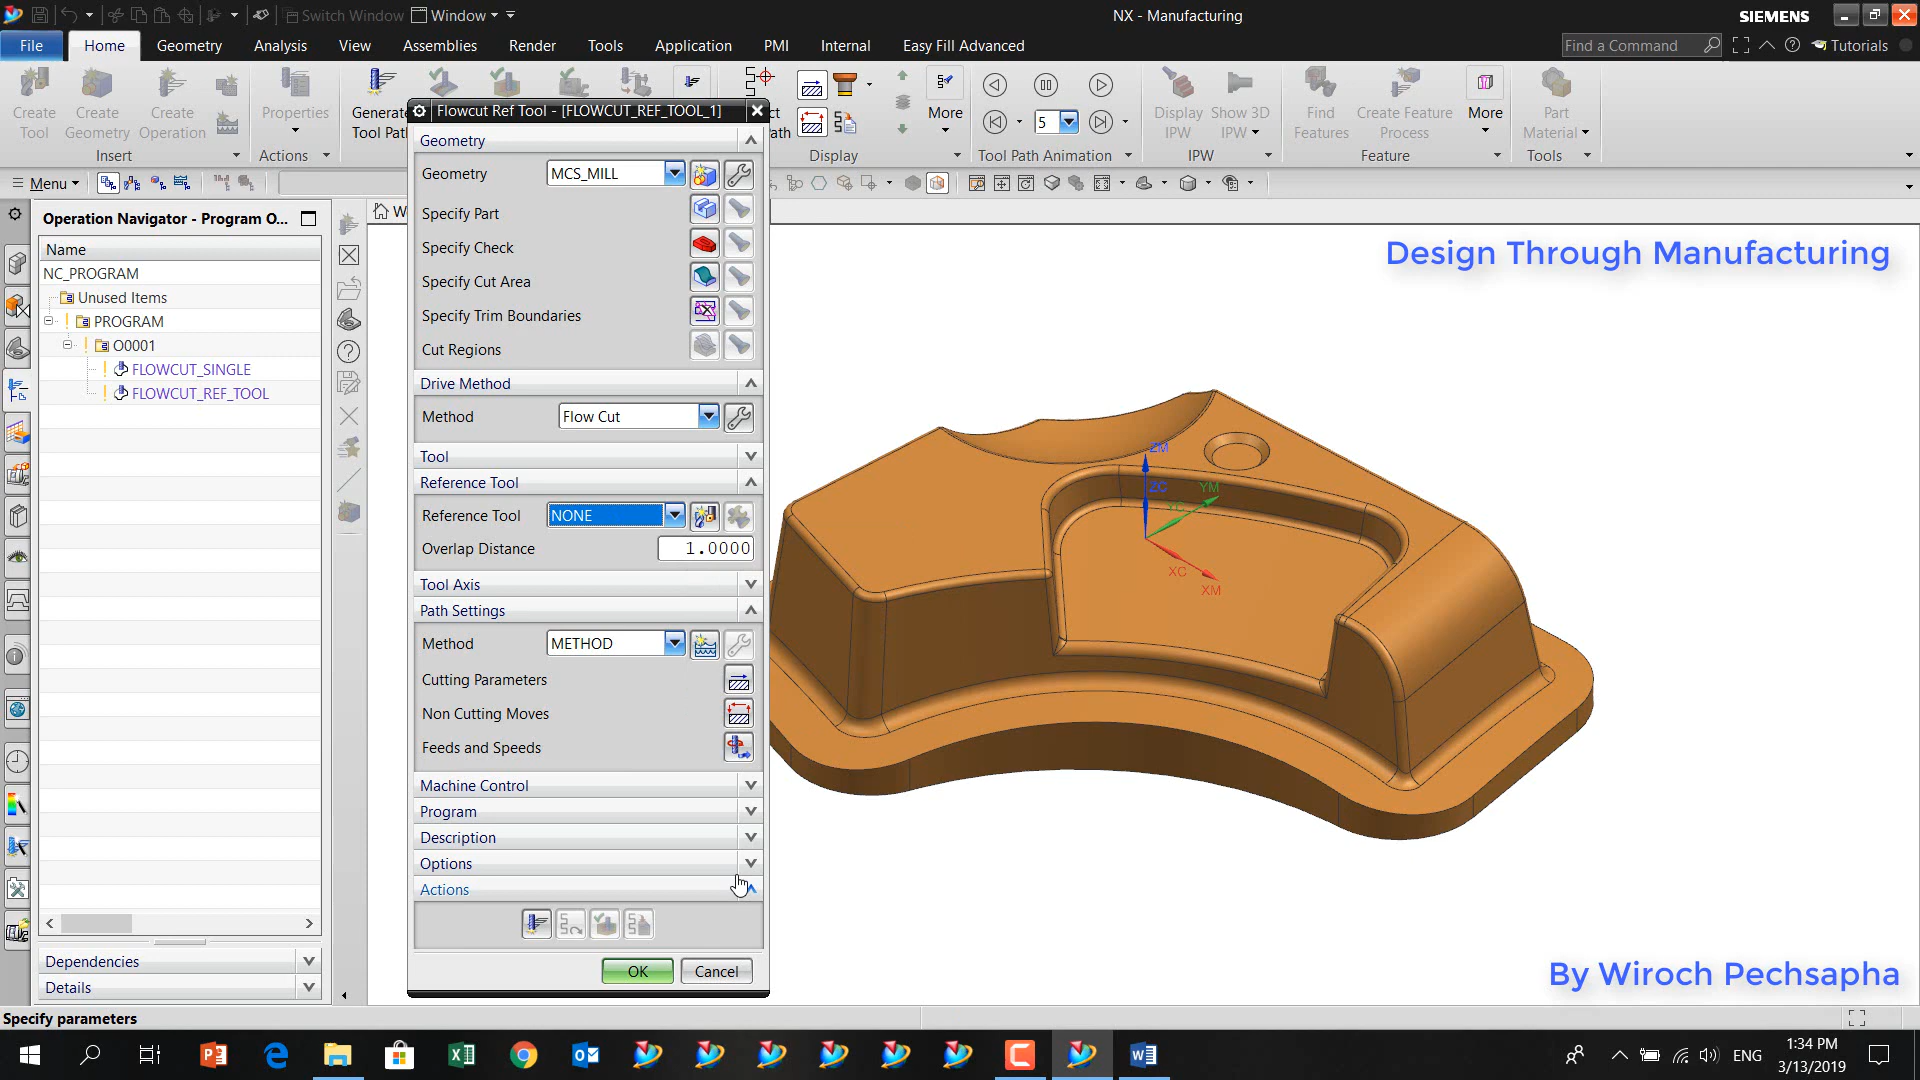 Switch Window
Window
NX - Manufacturing
SIEMENS
File
Home
Geometry
Analysis
View
Assemblies
Render
Tools
Application
PMI
Internal
Easy Fill Advanced
Find a Command
Tutorials
Create Tool
Create Geometry
Create Operation
Properties
Generate
Tool Path
More
5
Display IPW
Show 3D IPW
Find Features
Create Feature Process
More
Part Material
Insert
Actions
Display
Tool Path Animation
IPW
Feature
Tools
Menu
Flowcut Ref Tool - [FLOWCUT_REF_TOOL_1]
Geometry
Geometry
MCS_MILL
Specify Part
Specify Check
Specify Cut Area
Specify Trim Boundaries
Cut Regions
Drive Method
Method
Flow Cut
Tool
Reference Tool
Reference Tool
NONE
Overlap Distance
1.0000
Tool Axis
Path Settings
Method
METHOD
Cutting Parameters
Non Cutting Moves
Feeds and Speeds
Machine Control
Program
Description
Options
Actions
OK
Cancel
Operation Navigator - Program O...
Name
NC_PROGRAM
Unused Items
PROGRAM
O0001
FLOWCUT_SINGLE
FLOWCUT_REF_TOOL
Dependencies
Details
Design Through Manufacturing
ZM
ZC
YM
YC
XC
XM
By Wiroch Pechsapha
Specify parameters
ENG
1:34 PM
3/13/2019